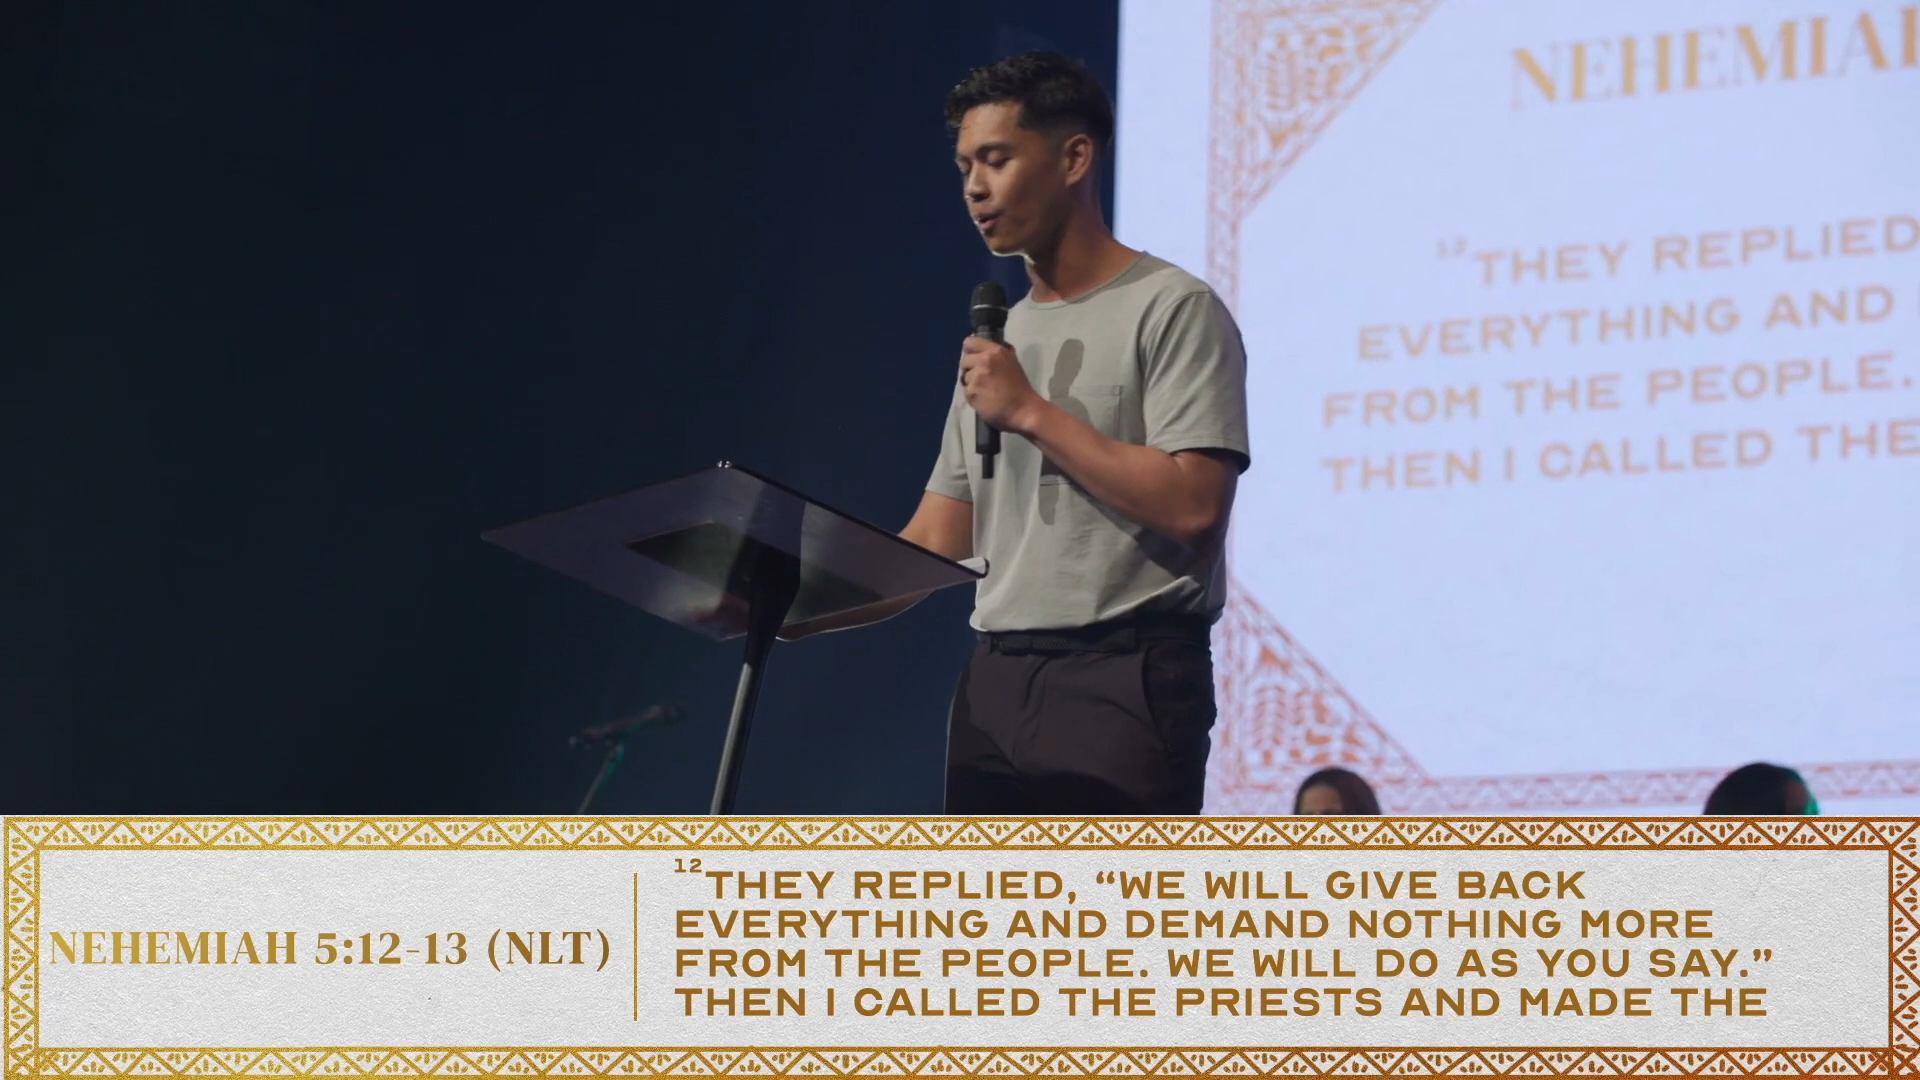 NEHEMIAH
12THEY REPLIED
EVERYTHING AND
FROM THE PEOPLE.
THEN I CALLED THE
NEHEMIAH 5:12-13 (NLT)
12THEY REPLIED, “WE WILL GIVE BACK
EVERYTHING AND DEMAND NOTHING MORE
FROM THE PEOPLE. WE WILL DO AS YOU SAY.”
THEN I CALLED THE PRIESTS AND MADE THE